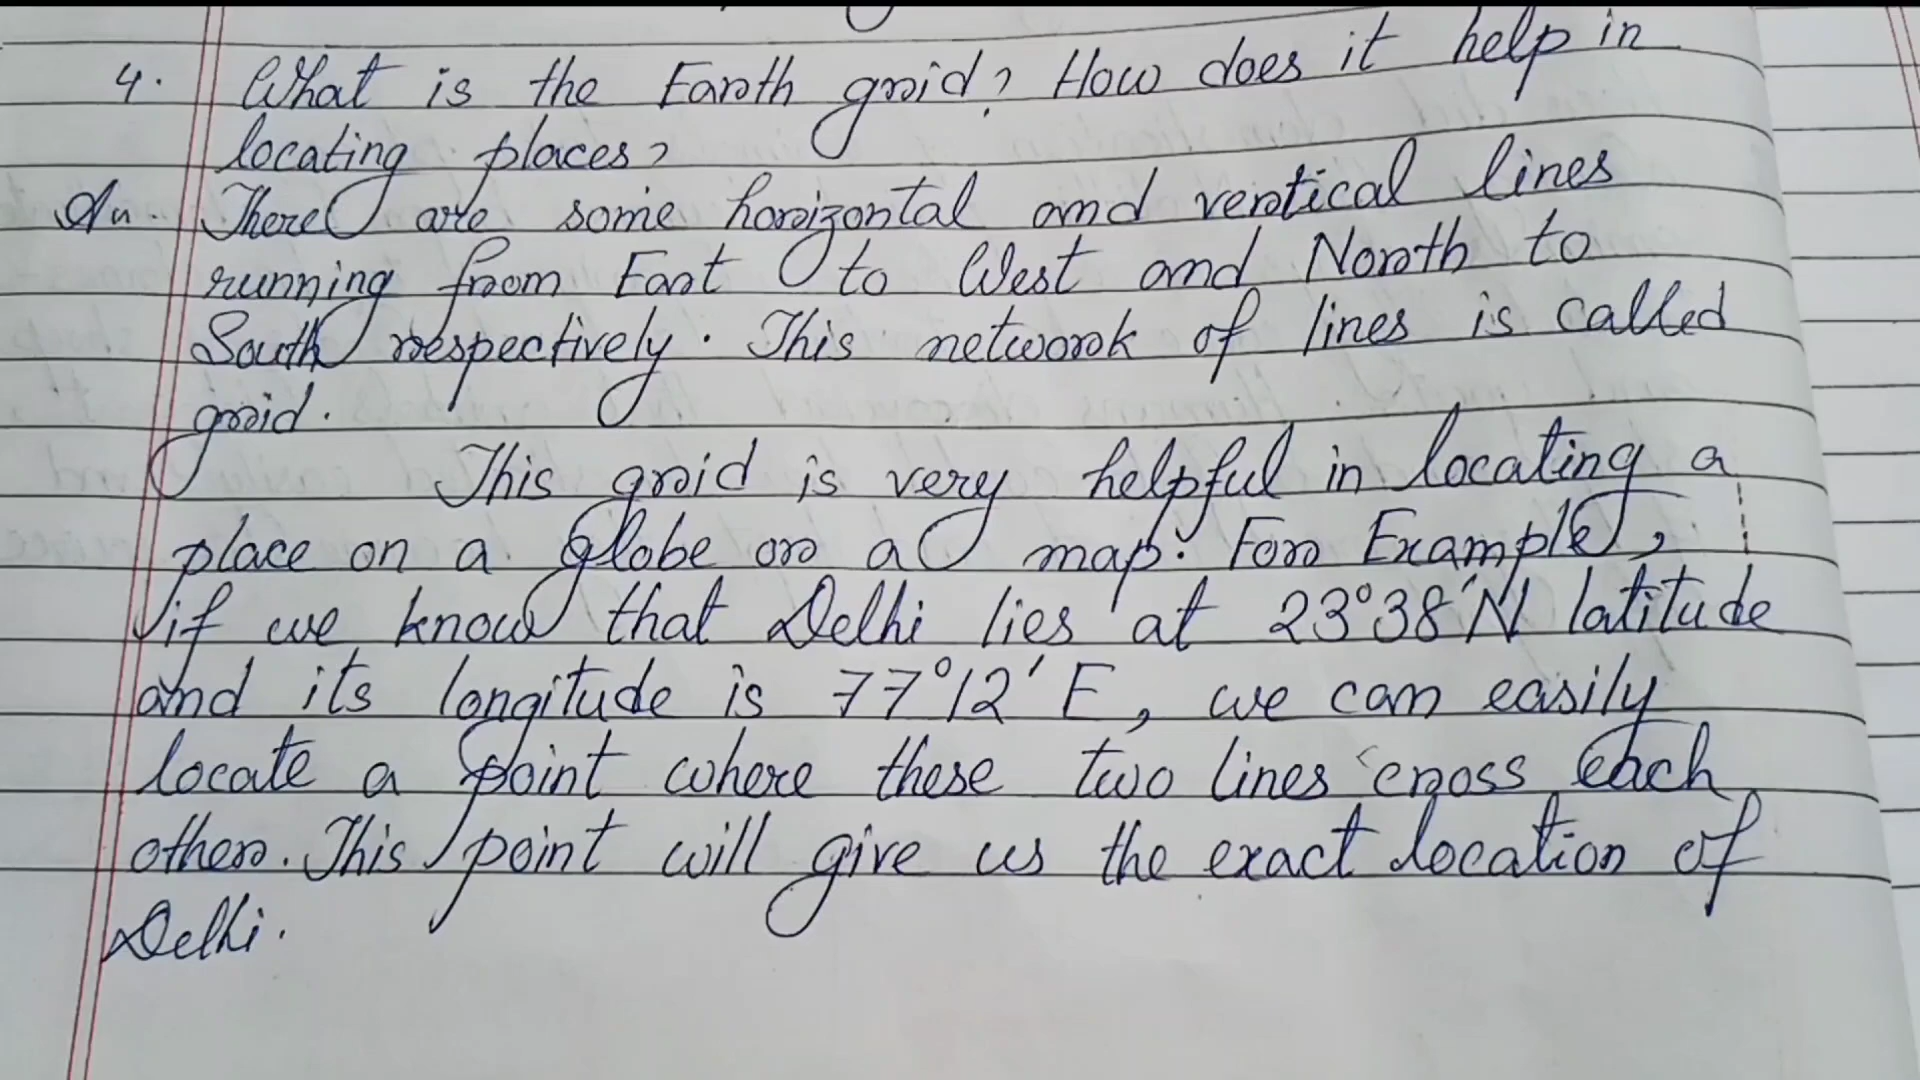 4. What is the Earth grid? How does it help in
locating places?
An. There are some horizontal and vertical lines
running from East to West and North to
South respectively. This network of lines is called
grid.
This grid is very helpful in locating a
place on a globe or a map. For Example,
if we know that Delhi lies at 23°38'N latitude
and its longitude is 77°12' E, we can easily
locate a point where these two lines cross each
other. This point will give us the exact location of
Delhi.